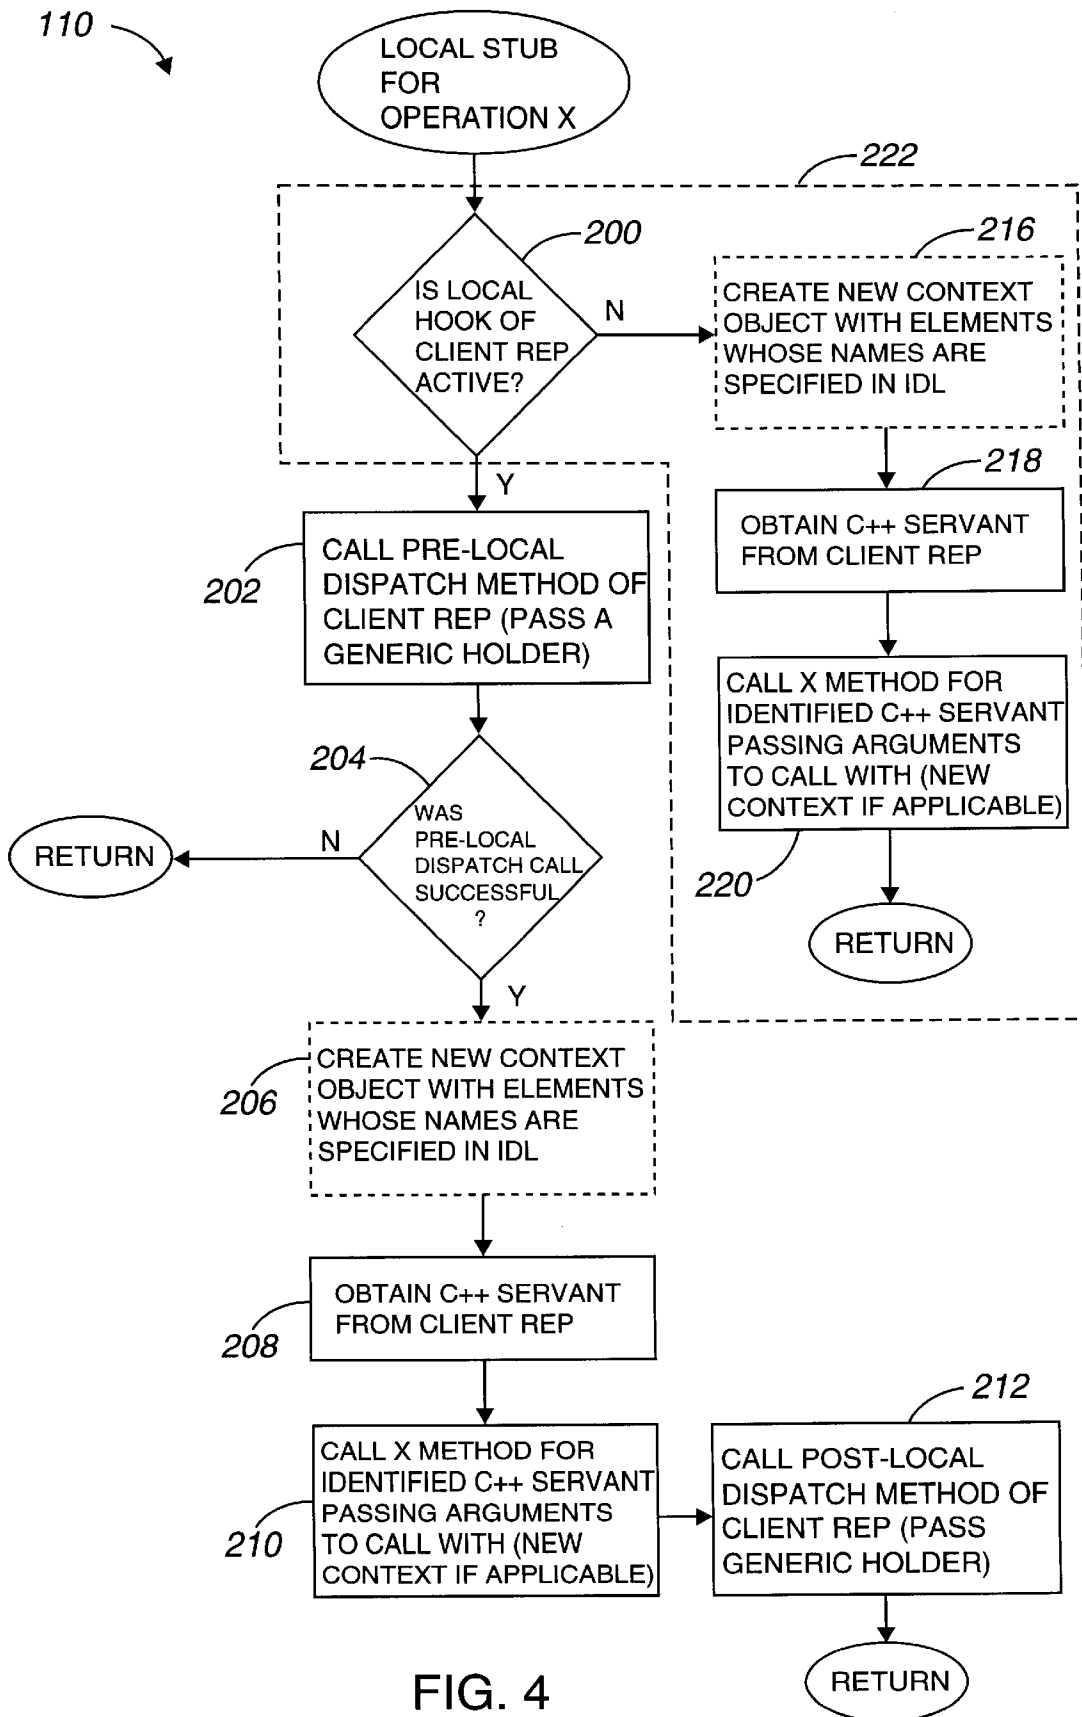 110
LOCAL STUB
FOR
OPERATION X
222
200
216
IS LOCAL
HOOK OF
CLIENT REP
ACTIVE?
N
CREATE NEW CONTEXT
OBJECT WITH ELEMENTS
WHOSE NAMES ARE
SPECIFIED IN IDL
Y
218
OBTAIN C++ SERVANT
FROM CLIENT REP
202
CALL PRE-LOCAL
DISPATCH METHOD OF
CLIENT REP (PASS A
GENERIC HOLDER)
CALL X METHOD FOR
IDENTIFIED C++ SERVANT
PASSING ARGUMENTS
TO CALL WITH (NEW
CONTEXT IF APPLICABLE)
220
RETURN
204
WAS
PRE-LOCAL
DISPATCH CALL
SUCCESSFUL
?
N
RETURN
Y
206
CREATE NEW CONTEXT
OBJECT WITH ELEMENTS
WHOSE NAMES ARE
SPECIFIED IN IDL
208
OBTAIN C++ SERVANT
FROM CLIENT REP
210
CALL X METHOD FOR
IDENTIFIED C++ SERVANT
PASSING ARGUMENTS
TO CALL WITH (NEW
CONTEXT IF APPLICABLE)
212
CALL POST-LOCAL
DISPATCH METHOD OF
CLIENT REP (PASS
GENERIC HOLDER)
RETURN
FIG. 4